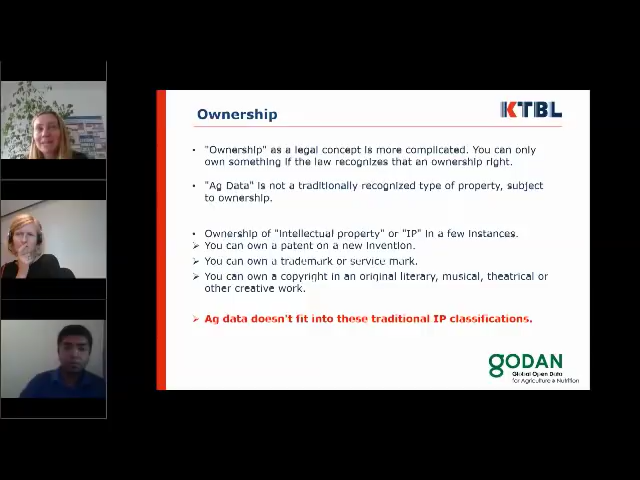 Ownership
KTBL
• "Ownership" as a legal concept is more complicated. You can only
own something if the law recognizes that an ownership right.
• "Ag Data" is not a traditionally recognized type of property, subject
to ownership.
• Ownership of "intellectual property" or "IP" in a few instances.
➢ You can own a patent on a new invention.
➢ You can own a trademark or service mark.
➢ You can own a copyright in an original literary, musical, theatrical or
other creative work.
➢ Ag data doesn't fit into these traditional IP classifications.
GODAN
Global Open Data
for Agriculture & Nutrition